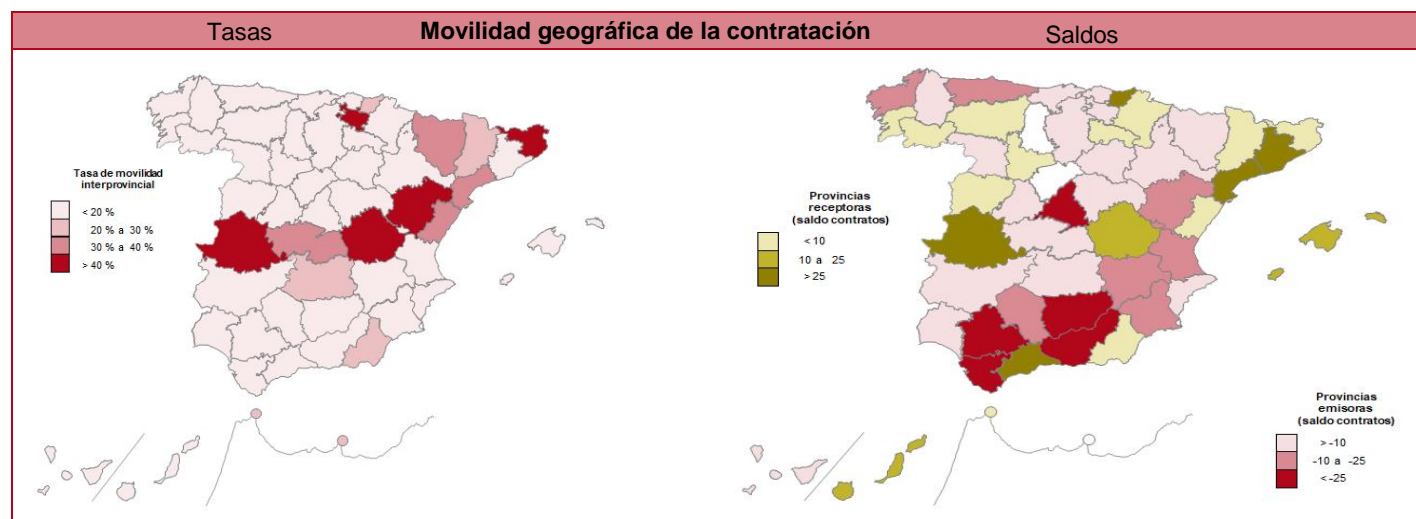 Tasas
Movilidad geográfica de la contratación
Saldos
Tasa de movilidad
interprovincial
< 20 %
20 % a 30 %
30 % a 40 %
> 40 %
Provincias
receptoras
(saldo contratos)
< 10
10 a 25
> 25
Provincias
emisoras
(saldo contratos)
> -10
-10 a -25
< -25